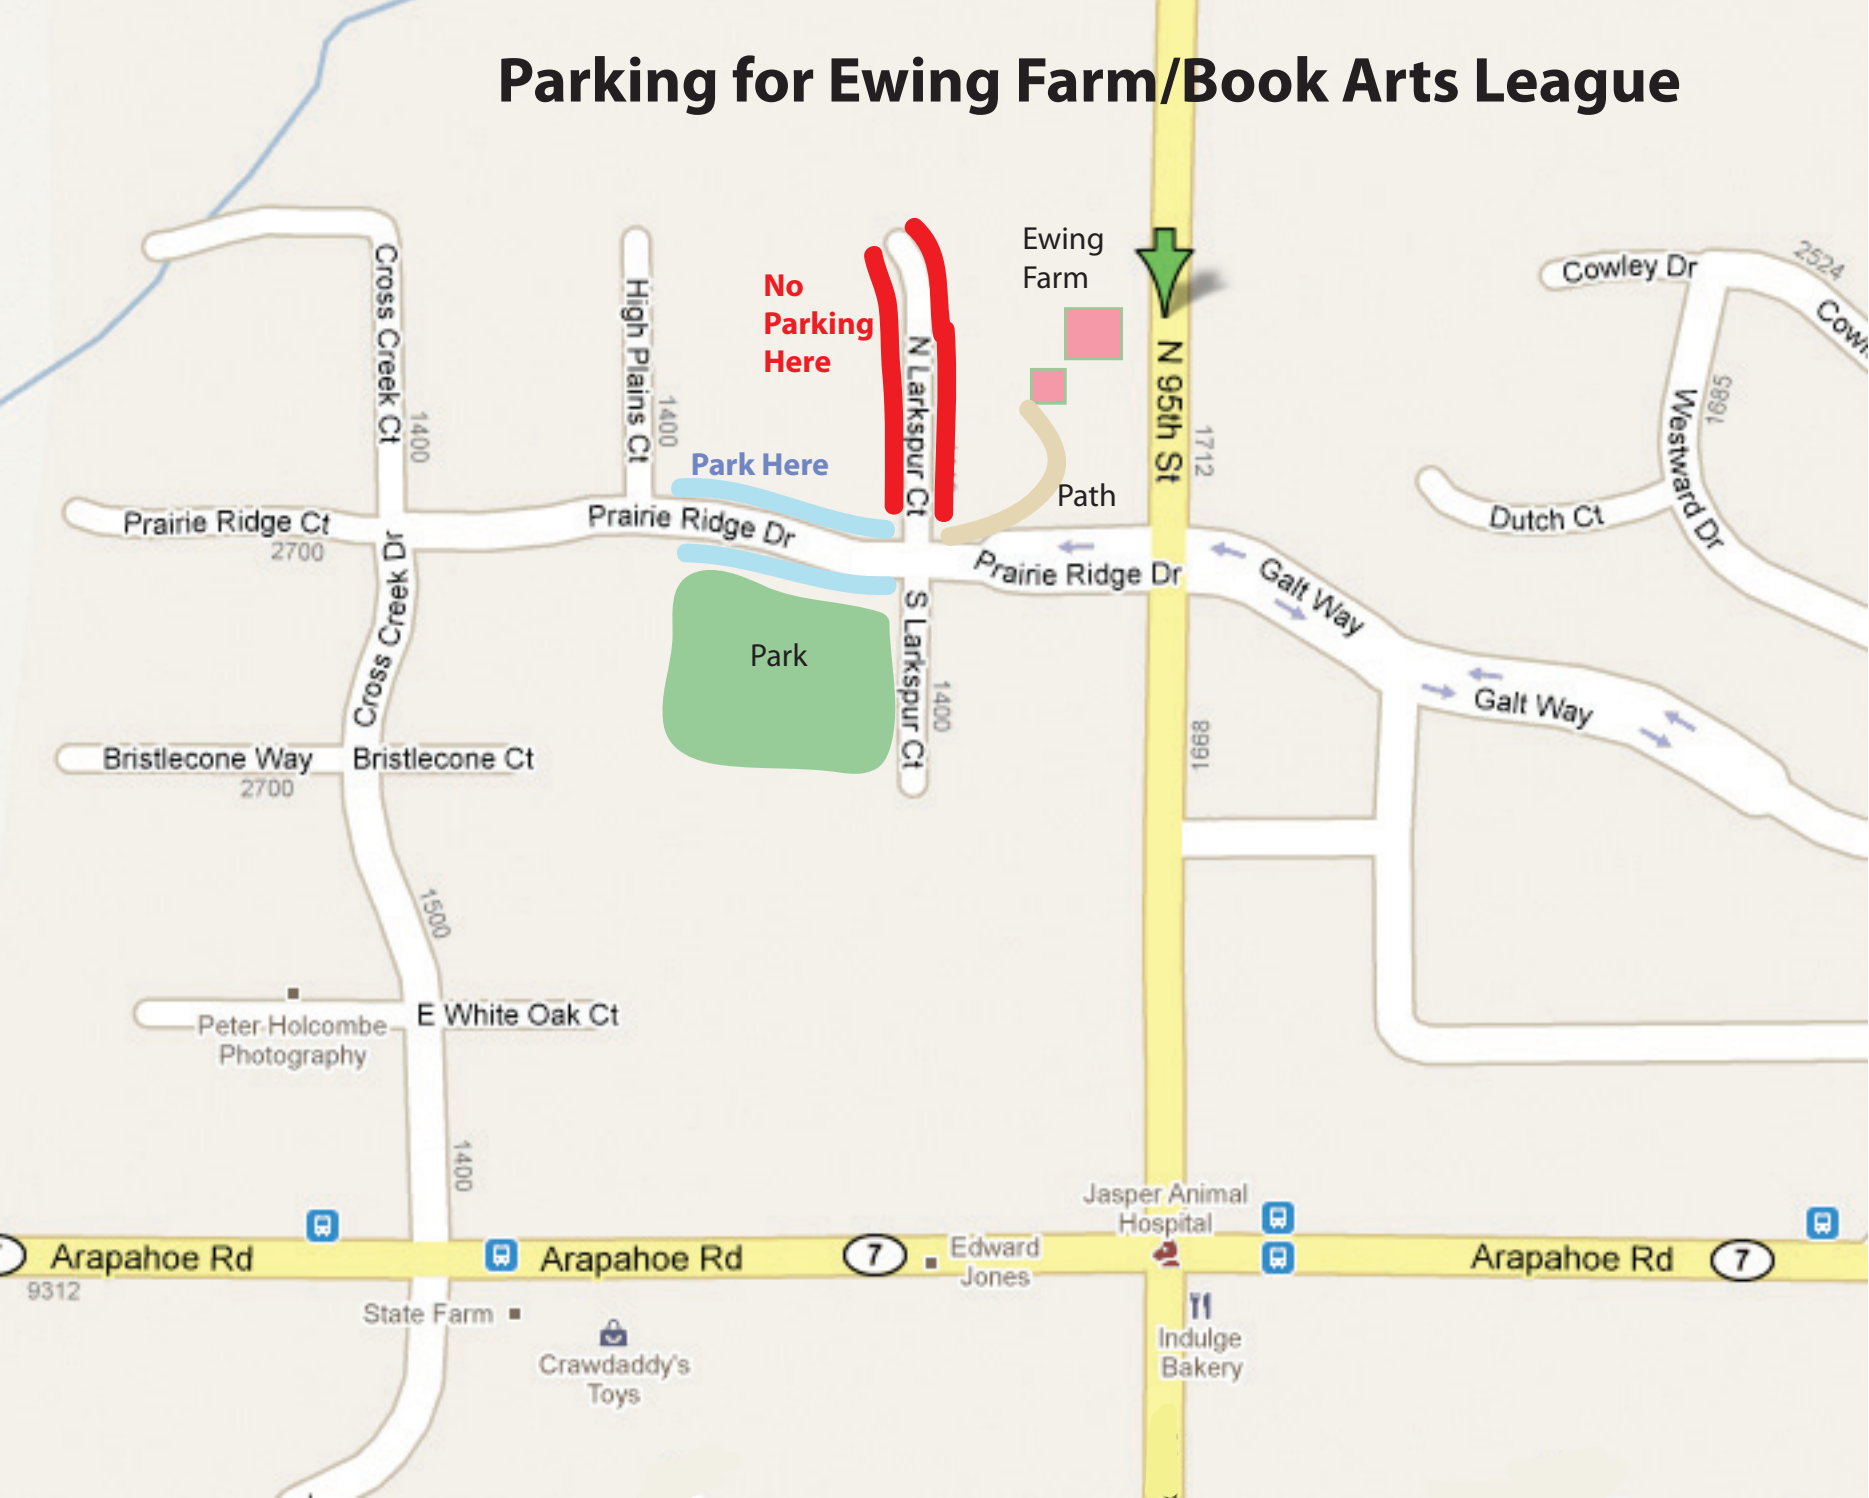 Parking for Ewing Farm/Book Arts League
Ewing
Farm
No
Parking
Here
Park Here
Path
Park
Cross Creek Ct
1400
High Plains Ct
1400
N Larkspur Ct
N 95th St
1712
Cowley Dr
2524
Westward Dr
1685
Dutch Ct
Prairie Ridge Ct
2700
Prairie Ridge Dr
Prairie Ridge Dr
Galt Way
Galt Way
Cross Creek Dr
S Larkspur Ct
1400
1668
Bristlecone Way
2700
Bristlecone Ct
1500
Peter Holcombe
Photography
E White Oak Ct
1400
Jasper Animal
Hospital
Arapahoe Rd
9312
Arapahoe Rd
7
Edward
Jones
Arapahoe Rd
7
State Farm
Crawdaddy's
Toys
Indulge
Bakery